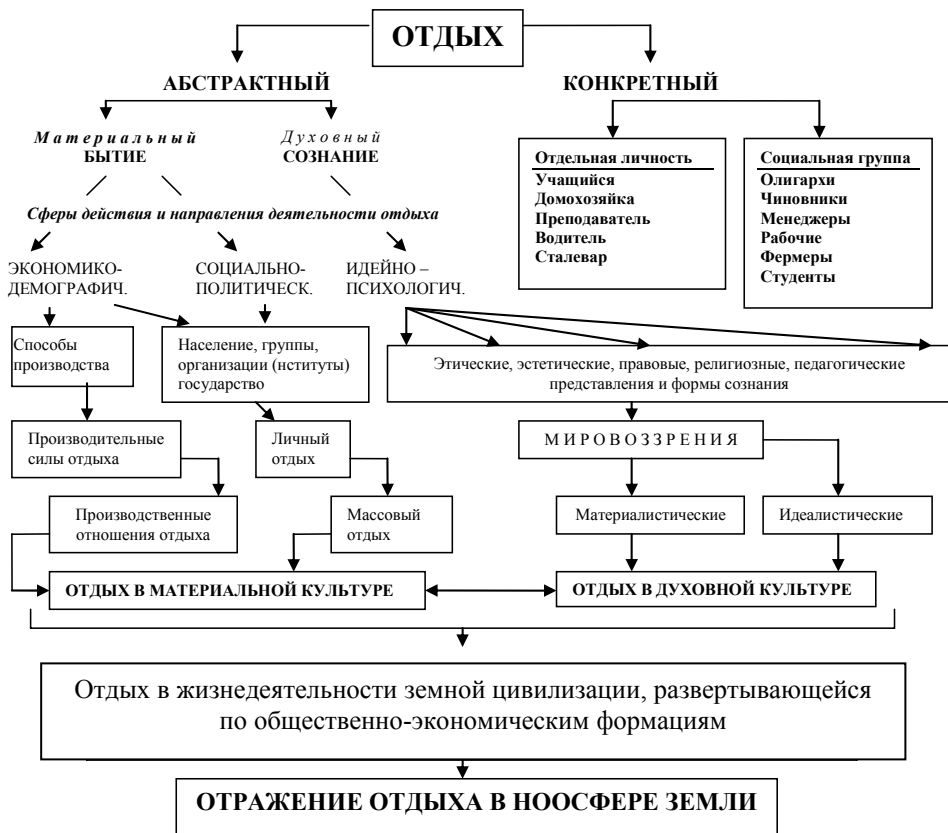 ОТДЫХ
АБСТРАКТНЫЙ
КОНКРЕТНЫЙ
Материальный
БЫТИЕ
Духовный
СОЗНАНИЕ
Отдельная личность
Учащийся
Домохозяйка
Преподаватель
Водитель
Сталевар
Социальная группа
Олигархи
Чиновники
Менеджеры
Рабочие
Фермеры
Студенты
Сферы действия и направления деятельности отдыха
ЭКОНОМИКО-
ДЕМОГРАФИЧ.
СОЦИАЛЬНО-
ПОЛИТИЧЕСК.
ИДЕЙНО –
ПСИХОЛОГИЧ.
Способы
производства
Население, группы,
организации (нституты)
государство
Этические, эстетические, правовые, религиозные, педагогические
представления и формы сознания
Производительные
силы отдыха
Личный
отдых
МИРОВОЗЗРЕНИЯ
Производственные
отношения отдыха
Массовый
отдых
Материалистические
Идеалистические
ОТДЫХ В МАТЕРИАЛЬНОЙ КУЛЬТУРЕ
ОТДЫХ В ДУХОВНОЙ КУЛЬТУРЕ
Отдых в жизнедеятельности земной цивилизации, развертывающейся
по общественно-экономическим формациям
ОТРАЖЕНИЕ ОТДЫХА В НООСФЕРЕ ЗЕМЛИ